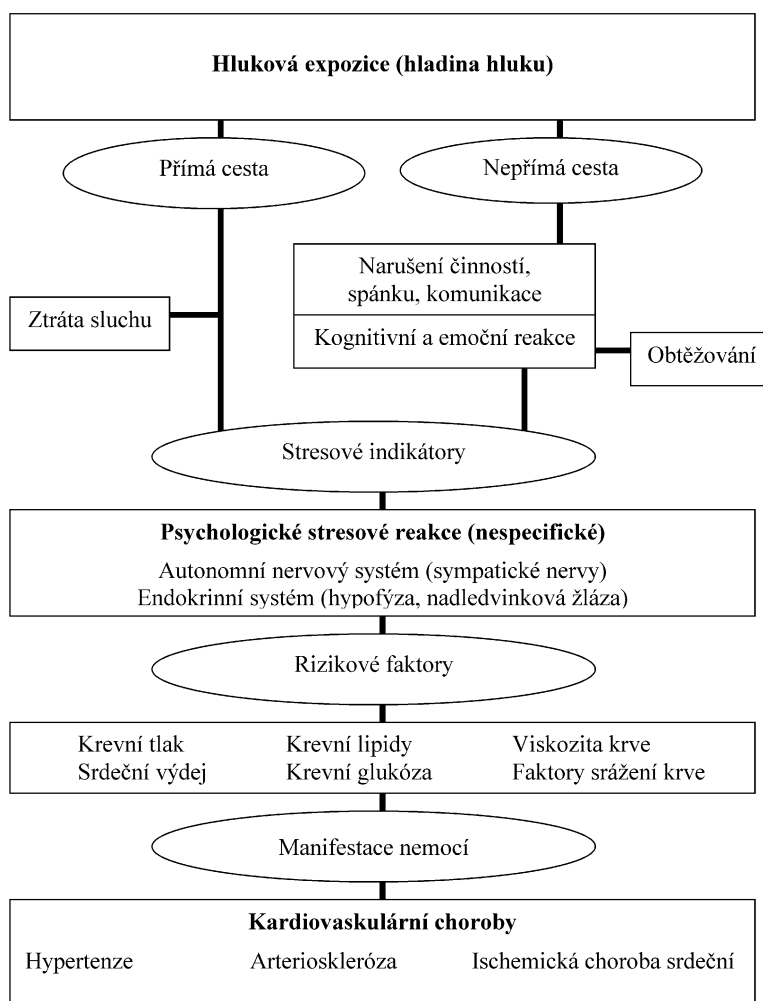 Hluková expozice (hladina hluku)
Přímá cesta
Nepřímá cesta
Narušení činností,
spánku, komunikace
Ztráta sluchu
Kognitivní a emoční reakce
Obtěžování
Stresové indikátory
Psychologické stresové reakce (nespecifické)
Autonomní nervový systém (sympatické nervy)
Endokrinní systém (hypofýza, nadledvinková žláza)
Rizikové faktory
Krevní tlak Krevní lipidy Viskozita krve
Srdeční výdej Krevní glukóza Faktory srážení krve
Manifestace nemocí
Kardiovaskulární choroby
Hypertenze Arterioskleróza Ischemická choroba srdeční